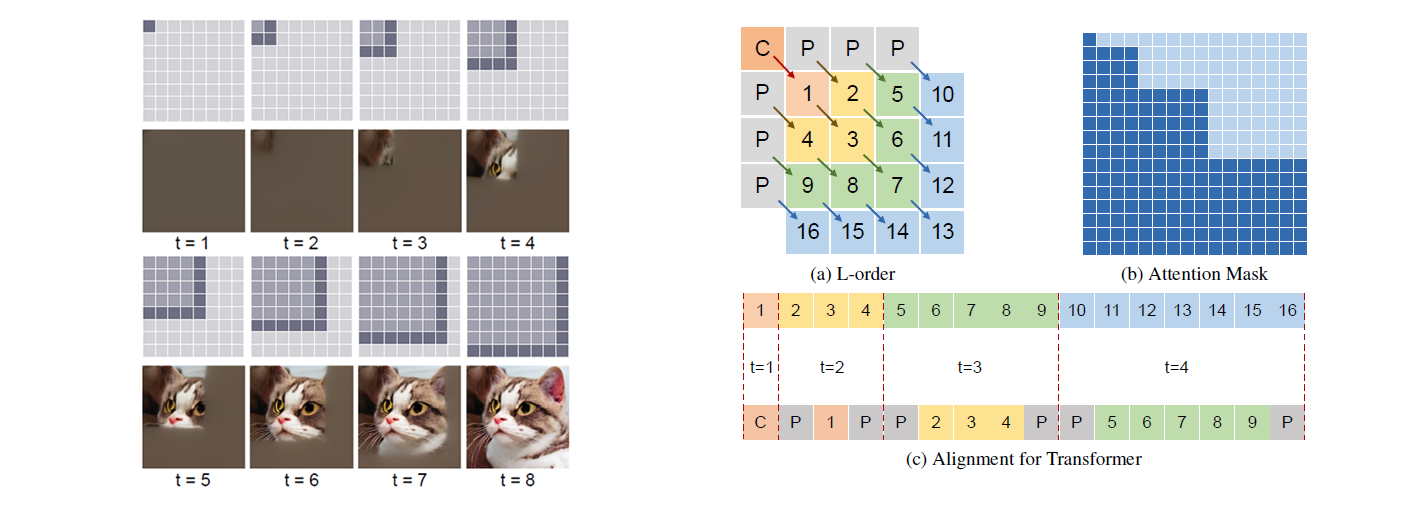 t = 1 t = 2 t = 3 t = 4
t = 5 t = 6 t = 7 t = 8
C P P P
P 1 2 5 10
P 4 3 6 11
P 9 8 7 12
16 15 14 13
(a) L-order
(b) Attention Mask
1 2 3 4 5 6 7 8 9 10 11 12 13 14 15 16
t=1 t=2 t=3 t=4
C P 1 P P 2 3 4 P P 5 6 7 8 9 P
(c) Alignment for Transformer